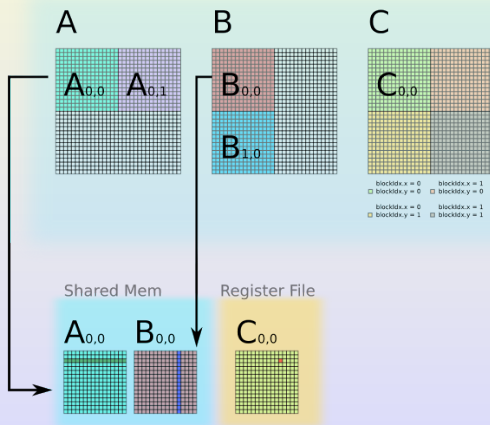 A B C
A0,0 A0,1 B0,0 C0,0
B1,0
blockIdx.x = 0 blockIdx.x = 1
blockIdx.y = 0 blockIdx.y = 0
blockIdx.x = 0 blockIdx.x = 1
blockIdx.y = 1 blockIdx.y = 1
Shared Mem Register File
A0,0 B0,0 C0,0